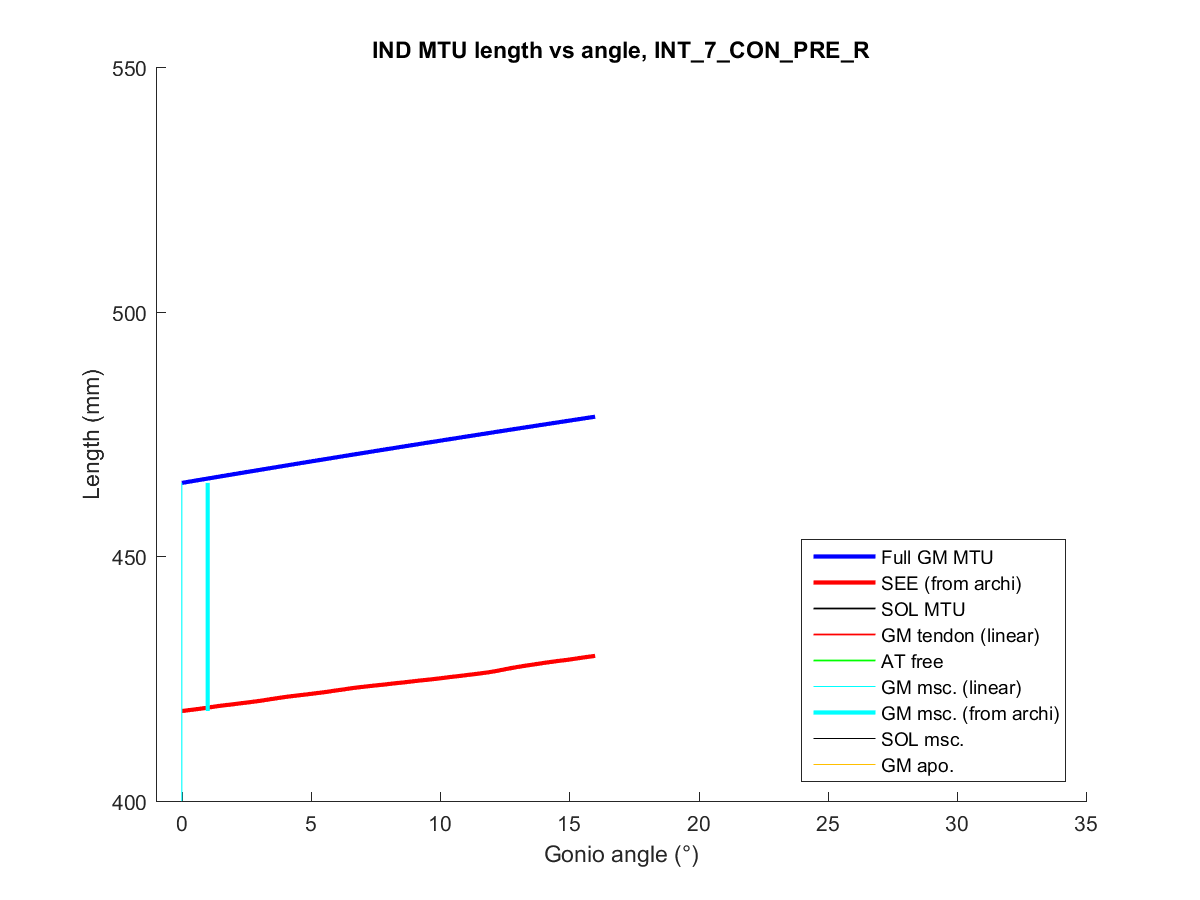 IND MTU length vs angle, INT_7_CON_PRE_R
550
500
450
400
Length (mm)
Full GM MTU
SEE (from archi)
SOL MTU
GM tendon (linear)
AT free
GM msc. (linear)
GM msc. (from archi)
SOL msc.
GM apo.
0 5 10 15 20 25 30 35
Gonio angle (°)